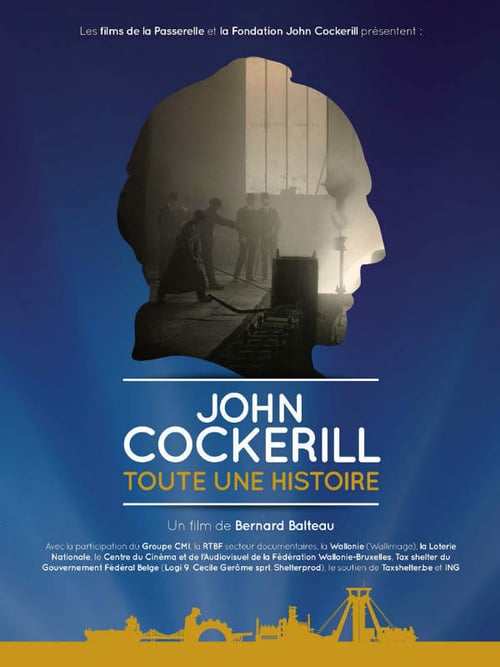 Les films de la Passerelle et la Fondation John Cockerill présentent :
JOHN
COCKERILL
TOUTE UNE HISTOIRE
Un film de Bernard Balteau
Avec la participation du Groupe CMI, la RTBF secteur documentaires, la Wallonie (Wallimage), la Loterie
Nationale, le Centre du Cinéma et de l'Audiovisuel de la Fédération Wallonie-Bruxelles, Tax shelter du
Gouvernement Fédéral Belge (Logi 9, Cecile Gerôme sprl, Shelterprod), le soutien de Taxshelter.be et ING